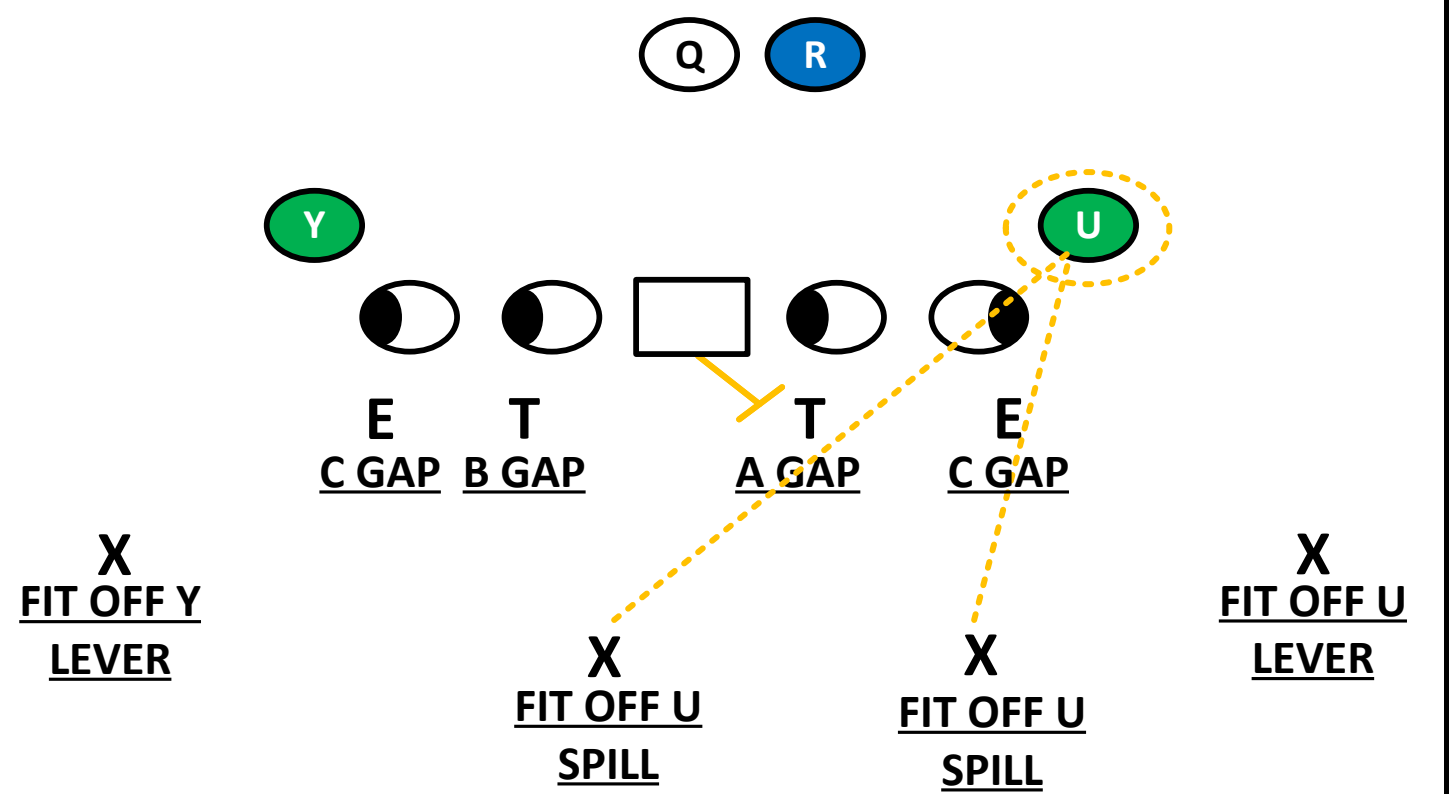 Q R
Y U
E T T E
C GAP B GAP A GAP C GAP
X X
FIT OFF Y FIT OFF U
LEVER LEVER
X X
FIT OFF U FIT OFF U
SPILL SPILL